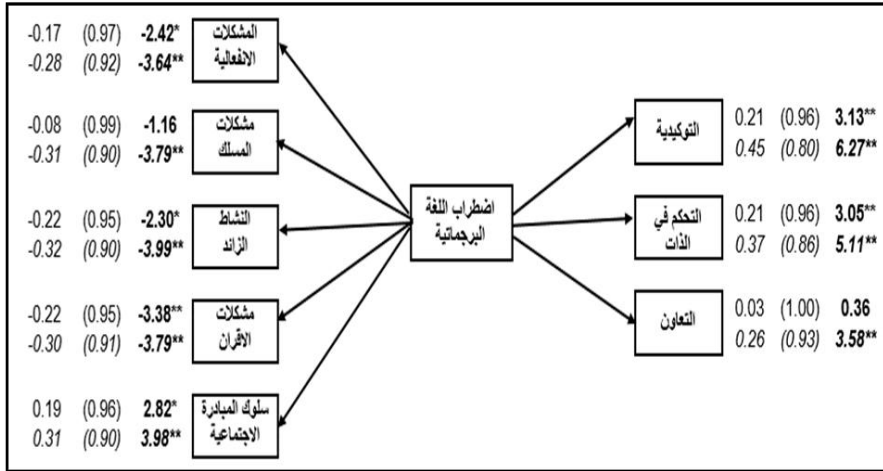 -0.17 (0.97) -2.42* المشكلات
-0.28 (0.92) -3.64** الانفعالية
-0.08 (0.99) -1.16 مشكلات
-0.31 (0.90) -3.79** المسلك
-0.22 (0.95) -2.30* النشاط
-0.32 (0.90) -3.99** الزائد
-0.22 (0.95) -3.38** مشكلات
-0.30 (0.91) -3.79** الاقران
0.19 (0.96) 2.82* سلوك المبادرة
0.31 (0.90) 3.98** الاجتماعية
اضطراب اللغة
البرجماتية
التوكيدية 0.21 (0.96) 3.13**
0.45 (0.80) 6.27**
التحكم في 0.21 (0.96) 3.05**
الذات 0.37 (0.86) 5.11**
التعاون 0.03 (1.00) 0.36
0.26 (0.93) 3.58**